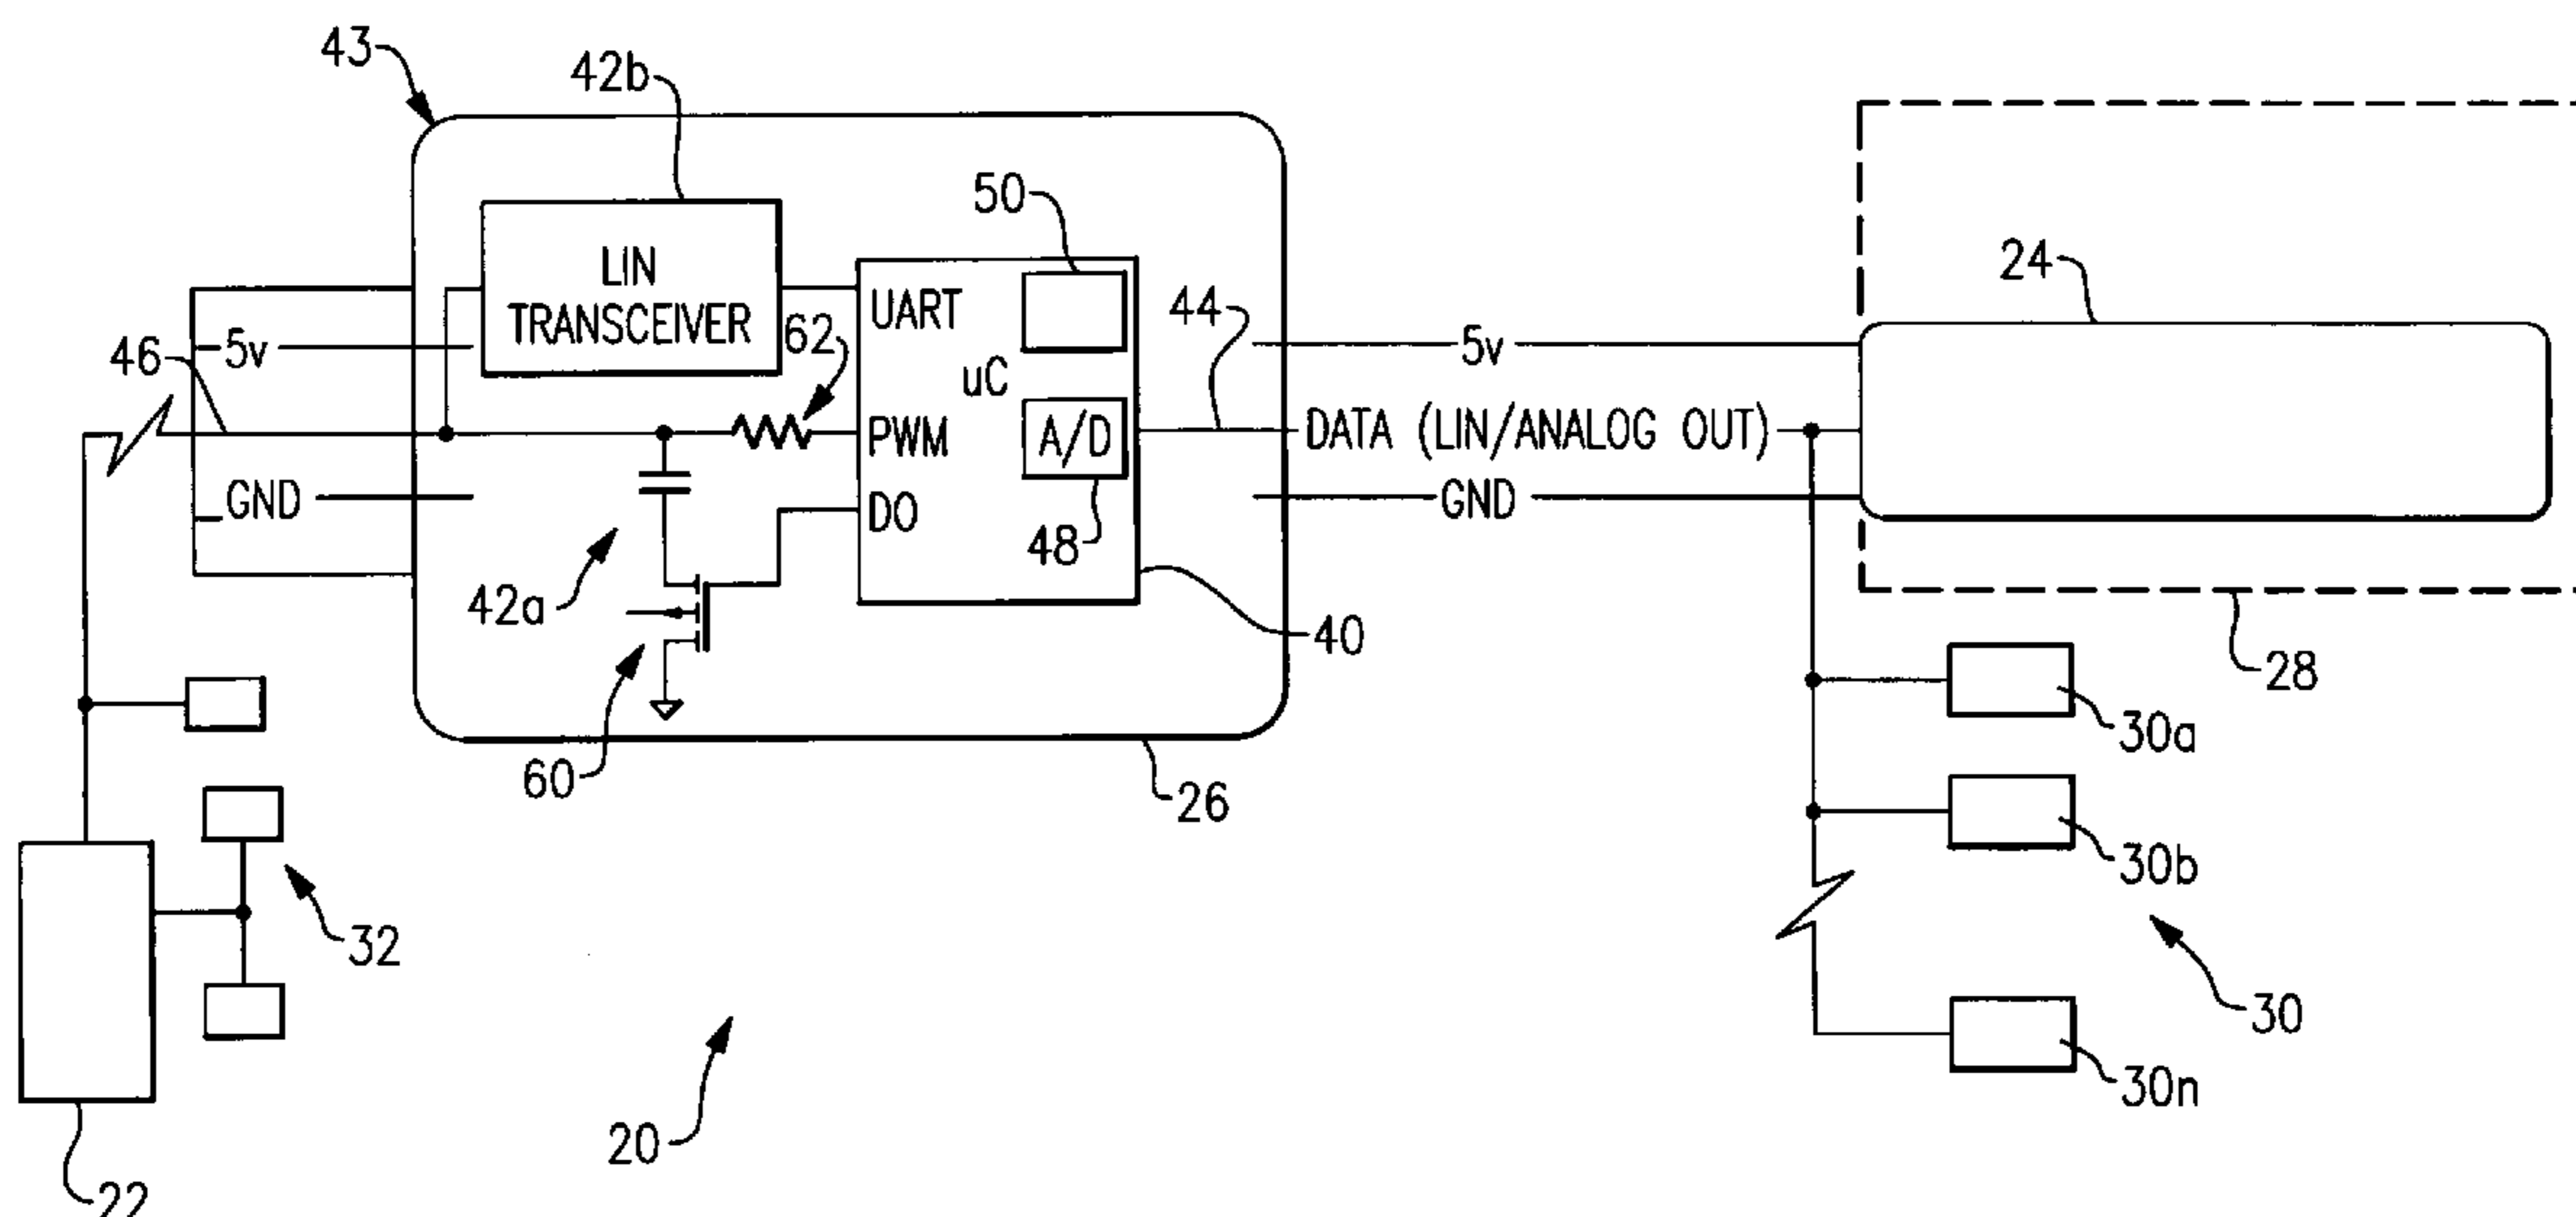 43
42b
50
24
LIN
TRANSCEIVER
UART
62
44
46
5v
5v
uC
PWM
A/D
DATA (LIN/ANALOG OUT)
GND
DO
GND
48
42a
40
28
30a
60
26
30b
32
30
30n
20
22